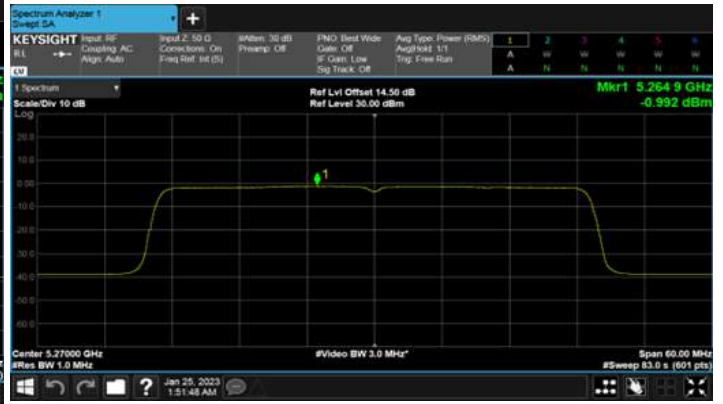 Spectrum Analyzer 1
Swept SA
+
KEYSIGHT Input: RF Input Z: 50 Ω #Atten: 30 dB PNO: Best Wide Avg Type: Power (RMS) 1 2 3 4 5 6
RL Coupling: AC Corrections: On Preamp: Off Gate: Off Avg|Hold: 1/1 A W W W W W
Align: Auto Freq Ref: Int (S) IF Gain: Low Trig: Free Run
Sig Track: Off A N N N N N
1 Spectrum Ref Lvl Offset 14.50 dB Mkr1 5.264 9 GHz
Scale/Div 10 dB Ref Level 30.00 dBm -0.992 dBm
Log
20.0
10.0
0.00
1
-10.0
-20.0
-30.0
-40.0
-50.0
-60.0
Center 5.27000 GHz #Video BW 3.0 MHz* Span 60.00 MHz
#Res BW 1.0 MHz #Sweep 83.0 s (601 pts)
? Jan 25, 2023
1:51:48 AM